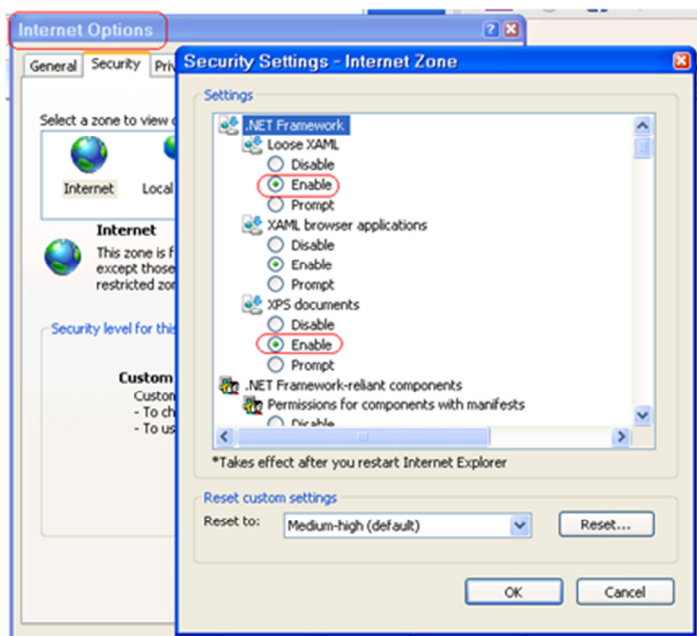 Internet Options
General Security Priv
Select a zone to view
Internet Local
Internet
This zone is f
except those
restricted zon
Security level for this
Custom
Custon
- To ch
- To us
Security Settings - Internet Zone
Settings
.NET Framework
Loose XAML
Disable
Enable
Prompt
XAML browser applications
Disable
Enable
Prompt
XPS documents
Disable
Enable
Prompt
.NET Framework-reliant components
Permissions for components with manifests
Disable
*Takes effect after you restart Internet Explorer
Reset custom settings
Reset to: Medium-high (default) Reset...
OK Cancel